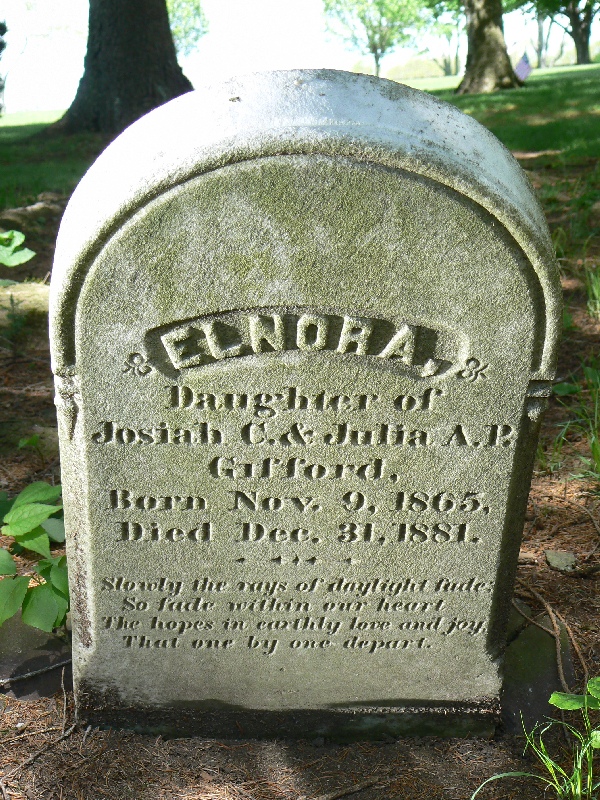 ELNORA,
Daughter of
Josiah C. & Julia A.P.
Gifford,
Born Nov. 9, 1865,
Died Dec. 31, 1881.
Slowly the rays of daylight fade;
So fade within our heart
The hopes in earthly love and joy,
That one by one depart.